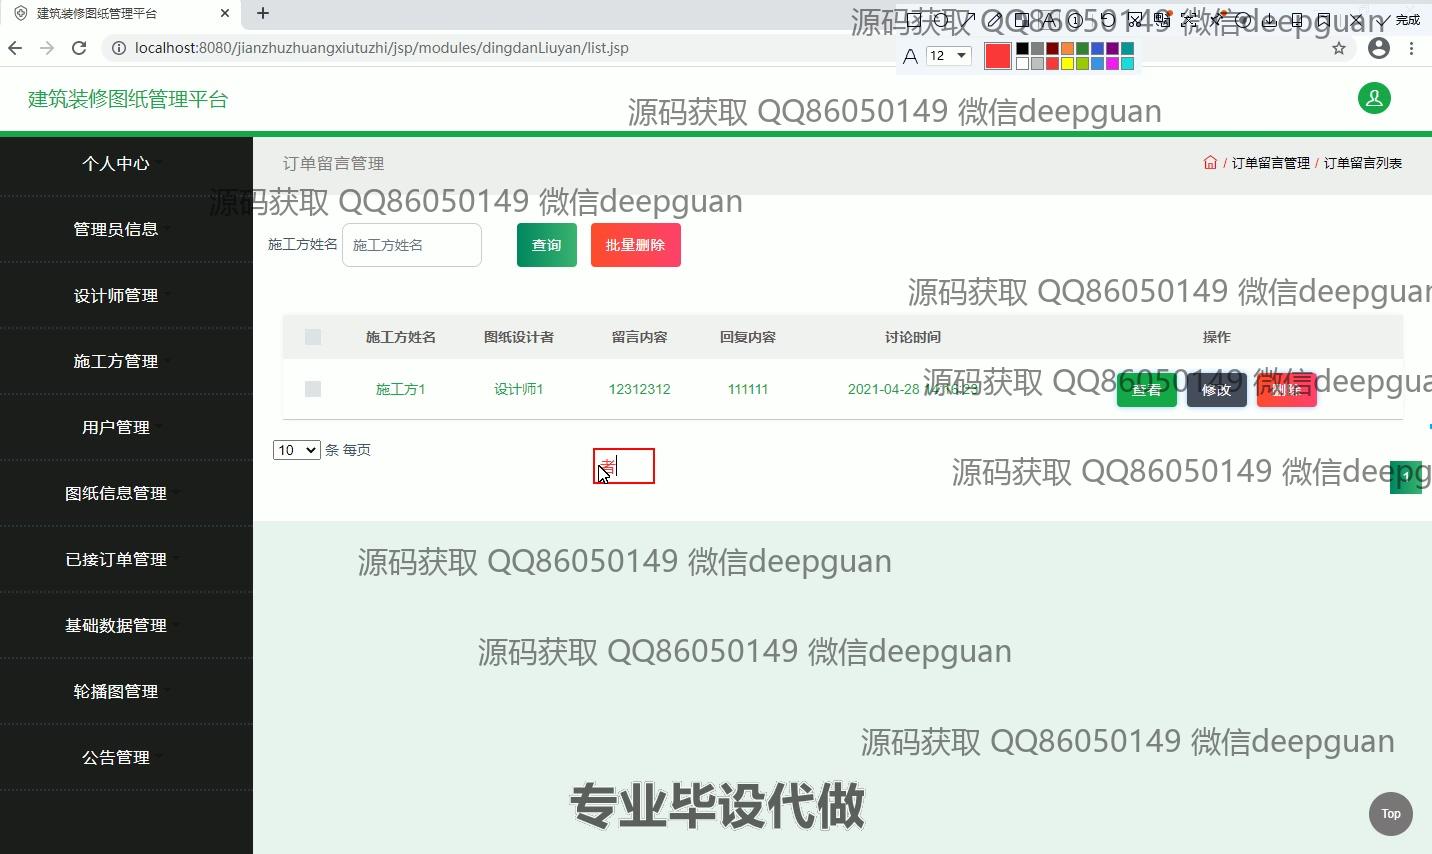 建筑装修图纸管理平台
localhost:8080/jianzhuzhuangxiutuzhi/jsp/modules/dingdanLiuyan/list.jsp
源码获取 QQ86050149 微信deepguan
完成
A 12
建筑装修图纸管理平台
源码获取 QQ86050149 微信deepguan
个人中心
订单留言管理
/ 订单留言管理 / 订单留言列表
源码获取 QQ86050149 微信deepguan
管理员信息
施工方姓名 施工方姓名 查询 批量删除
设计师管理
源码获取 QQ86050149 微信deepguan
施工方姓名 图纸设计者 留言内容 回复内容 讨论时间 操作
施工方管理
施工方1 设计师1 12312312 111111 2021-04-28 查看 修改 删除
源码获取 QQ86050149 微信deepgua
用户管理
10 条 每页
者
源码获取 QQ86050149 微信deepg
1
图纸信息管理
已接订单管理
源码获取 QQ86050149 微信deepguan
基础数据管理
源码获取 QQ86050149 微信deepguan
轮播图管理
公告管理
源码获取 QQ86050149 微信deepguan
专业毕设代做
Top